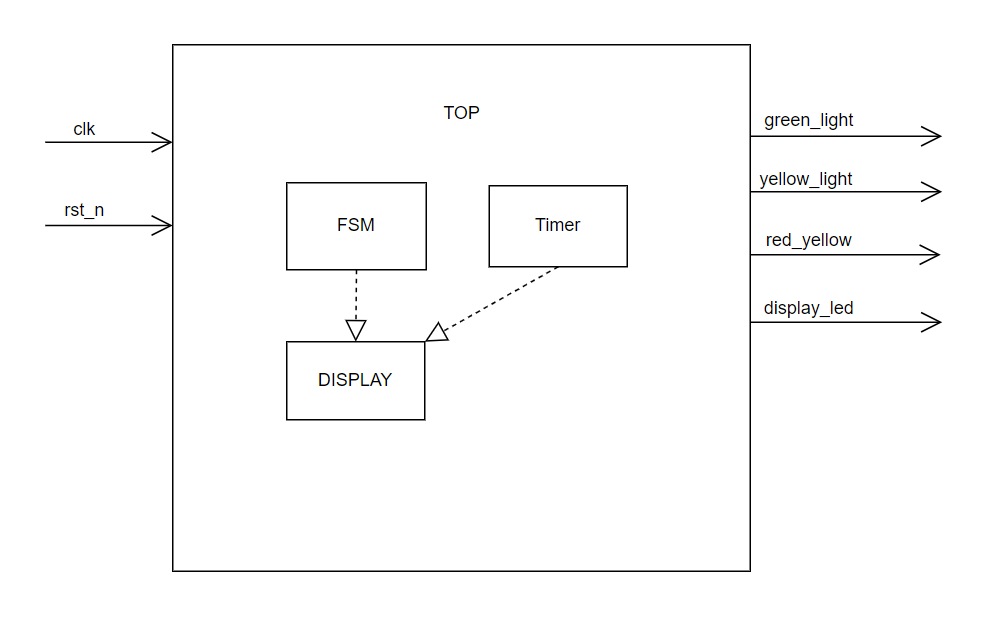 TOP
clk
rst_n
FSM
Timer
DISPLAY
green_light
yellow_light
red_yellow
display_led